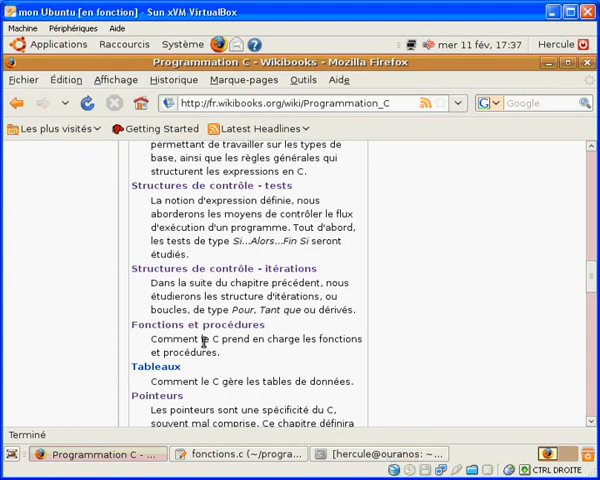 mon Ubuntu [en fonction] - Sun xVM VirtualBox
Machine Périphériques Aide
Applications Raccourcis Système mer 11 fév, 17:37 Hercule
Programmation C - Wikibooks - Mozilla Firefox
Fichier Édition Affichage Historique Marque-pages Outils Aide
http://fr.wikibooks.org/wiki/Programmation_C G Google
Les plus visités Getting Started Latest Headlines
permettant de travailler sur les types de
base, ainsi que les règles générales qui
structurent les expressions en C.
Structures de contrôle - tests
La notion d'expression définie, nous
aborderons les moyens de contrôler le flux
d'exécution d'un programme. Tout d'abord,
les tests de type Si...Alors...Fin Si seront
étudiés.
Structures de contrôle - itérations
Dans la suite du chapitre précédent, nous
étudierons les structure d'itérations, ou
boucles, de type Pour, Tant que ou dérivés.
Fonctions et procédures
Comment le C prend en charge les fonctions
et procédures.
Tableaux
Comment le C gère les tables de données.
Pointeurs
Les pointeurs sont une spécificité du C,
souvent mal comprise. Ce chapitre définira
Terminé
Programmation C - ... fonctions.c (~/progra... [hercule@ouranos: ~...
CTRL DROITE